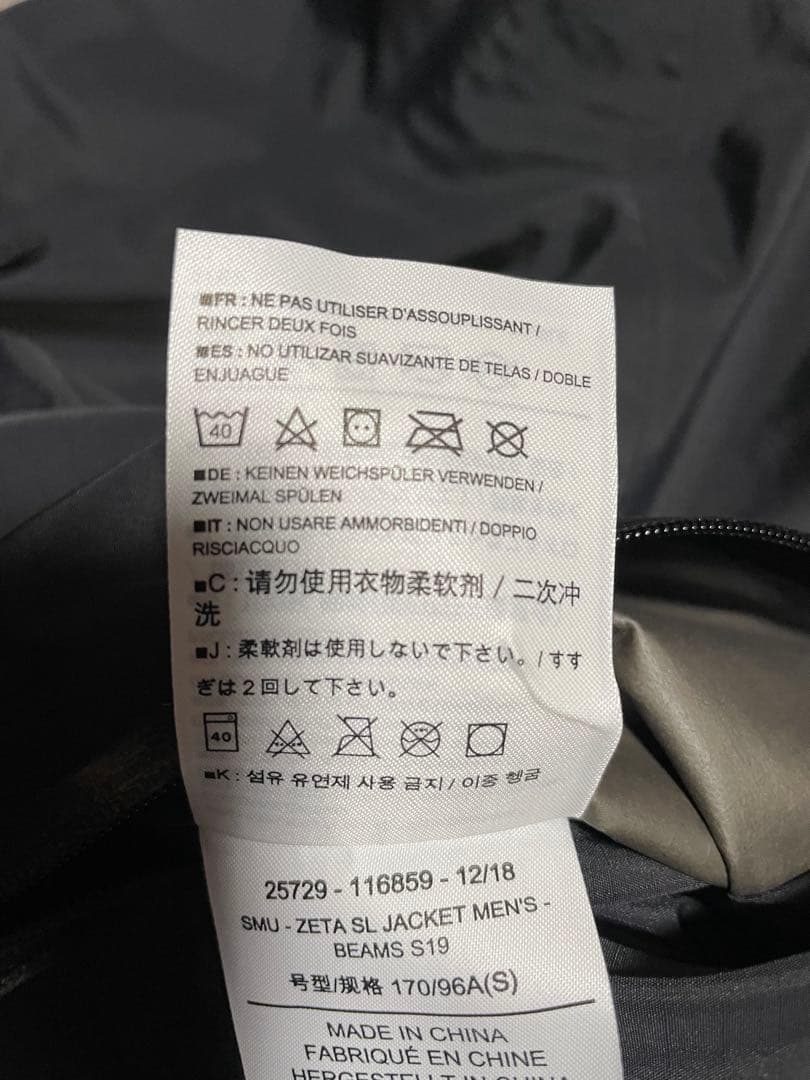 ■FR : NE PAS UTILISER D'ASSOUPLISSANT /
RINCER DEUX FOIS
■ES : NO UTILIZAR SUAVIZANTE DE TELAS / DOBLE
ENJUAGUE
40
■DE : KEINEN WEICHSPÜLER VERWENDEN /
ZWEIMAL SPÜLEN
■IT : NON USARE AMMORBIDENTI / DOPPIO
RISCIACQUO
■C : 请勿使用衣物柔软剂 / 二次冲
洗
■J : 柔軟剤は使用しないで下さい。/ すす
ぎは2回して下さい。
40
■K : 섬유 유연제 사용 금지 / 이중 헹굼
25729 - 116859 - 12/18
SMU - ZETA SL JACKET MEN'S -
BEAMS S19
号型/规格 170/96A(S)
MADE IN CHINA
FABRIQUÉ EN CHINE
HERGESTELLT IN CHINA